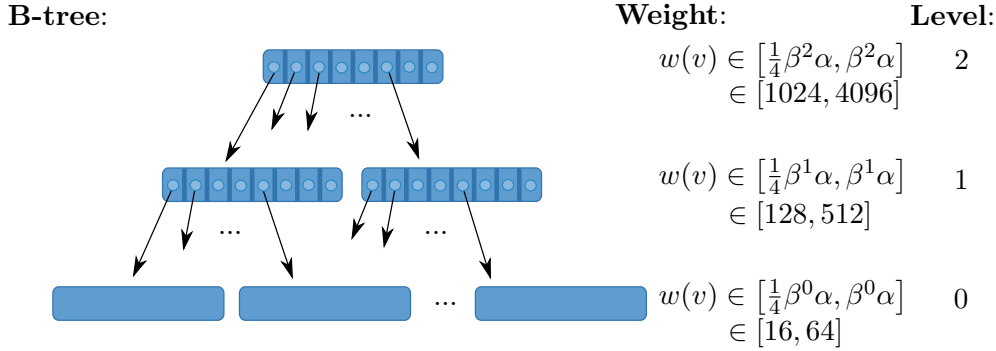 B-tree: Weight: Level:
w(v) ∈ [¼β²α, β²α] 2
∈ [1024, 4096]
...
w(v) ∈ [¼β¹α, β¹α] 1
∈ [128, 512]
... ...
w(v) ∈ [¼β⁰α, β⁰α] 0
...
∈ [16, 64]